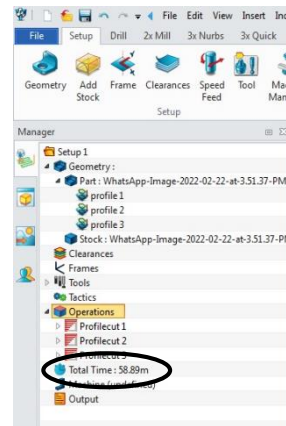 File Edit View Insert
File Setup Drill 2x Mill 3x Nurbs 3x Quick
Geometry Add Stock Frame Clearances Speed Feed Tool
Setup
Manager
Setup 1
Geometry :
Part : WhatsApp-Image-2022-02-22-at-3.51.37-PM
profile 1
profile 2
profile 3
Stock : WhatsApp-Image-2022-02-22-at-3.51.37-P
Clearances
Frames
Tools
Tactics
Operations
Profilecut 1
Profilecut 2
Profilecut 3
Total Time : 58.89m
Machine (undefined)
Output